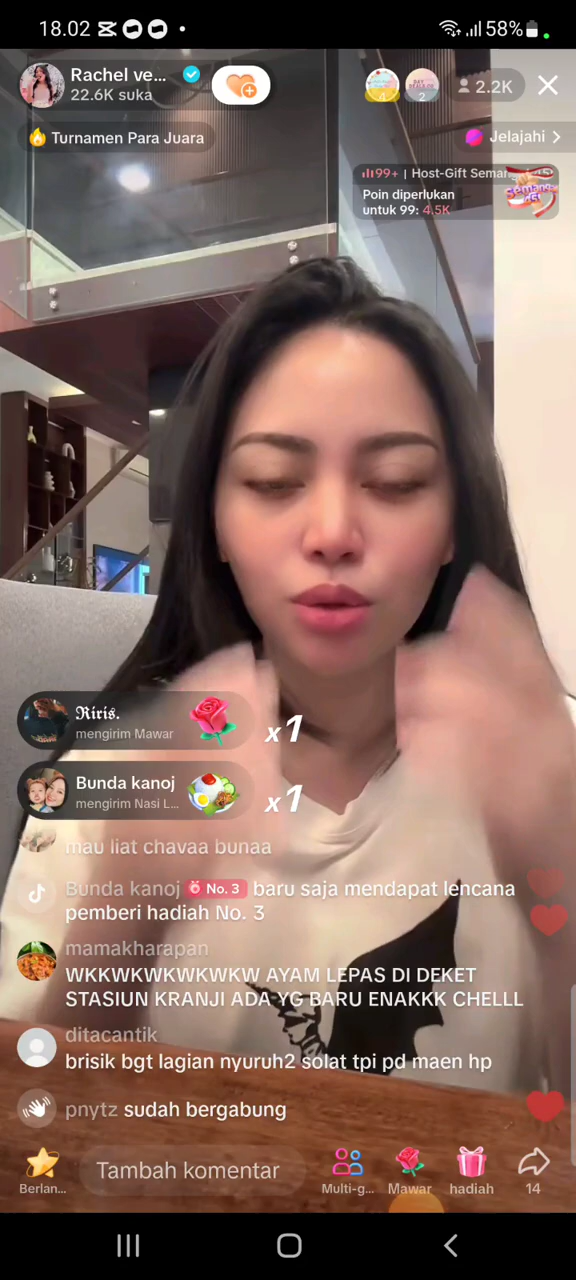 18.02
58%
Rachel ve...
22.6K suka
4
2
2.2K
Turnamen Para Juara
Jelajahi
99+ | Host-Gift Seman
Poin diperlukan
untuk 99: 4.5K
Riris.
mengirim Mawar
x1
Bunda kanoj
mengirim Nasi L...
x1
mau liat chavaa bunaa
Bunda kanoj No. 3 baru saja mendapat lencana
pemberi hadiah No. 3
mamakharapan
WKKWKWKWKWKW AYAM LEPAS DI DEKET
STASIUN KRANJI ADA YG BARU ENAKKK CHELLL
ditacantik
brisik bgt lagian nyuruh2 solat tpi pd maen hp
pnytz sudah bergabung
Berlan...
Tambah komentar
Multi-g...
Mawar
hadiah
14